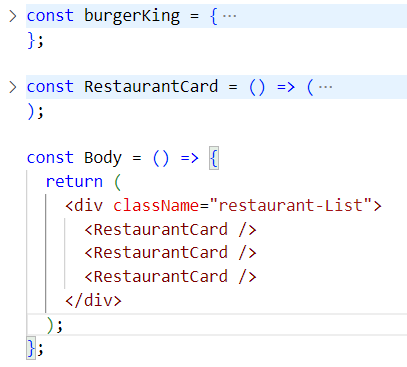 const burgerKing = {···
};
const RestaurantCard = () => (···
);
const Body = () => {
return (
<div className="restaurant-List">
<RestaurantCard />
<RestaurantCard />
<RestaurantCard />
</div>
);
};